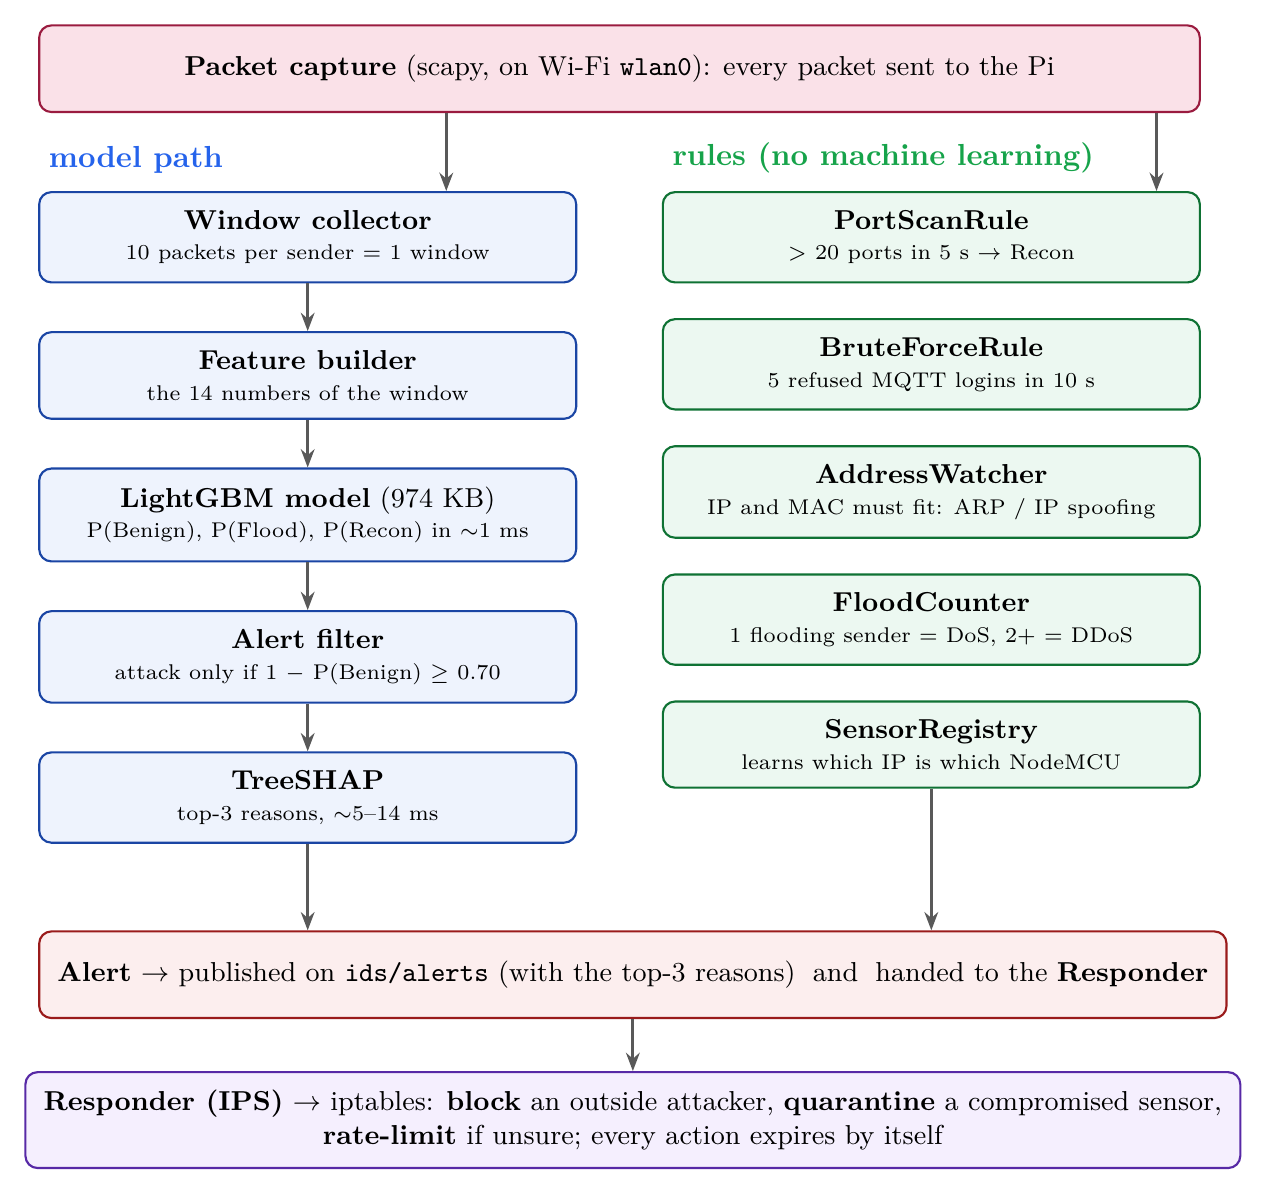 Packet capture (scapy, on Wi-Fi wlan0): every packet sent to the Pi
model path
Window collector
10 packets per sender = 1 window
Feature builder
the 14 numbers of the window
LightGBM model (974 KB)
P(Benign), P(Flood), P(Recon) in ~1 ms
Alert filter
attack only if 1 − P(Benign) ≥ 0.70
TreeSHAP
top-3 reasons, ~5–14 ms
rules (no machine learning)
PortScanRule
> 20 ports in 5 s → Recon
BruteForceRule
5 refused MQTT logins in 10 s
AddressWatcher
IP and MAC must fit: ARP / IP spoofing
FloodCounter
1 flooding sender = DoS, 2+ = DDoS
SensorRegistry
learns which IP is which NodeMCU
Alert → published on ids/alerts (with the top-3 reasons) and handed to the Responder
Responder (IPS) → iptables: block an outside attacker, quarantine a compromised sensor,
rate-limit if unsure; every action expires by itself